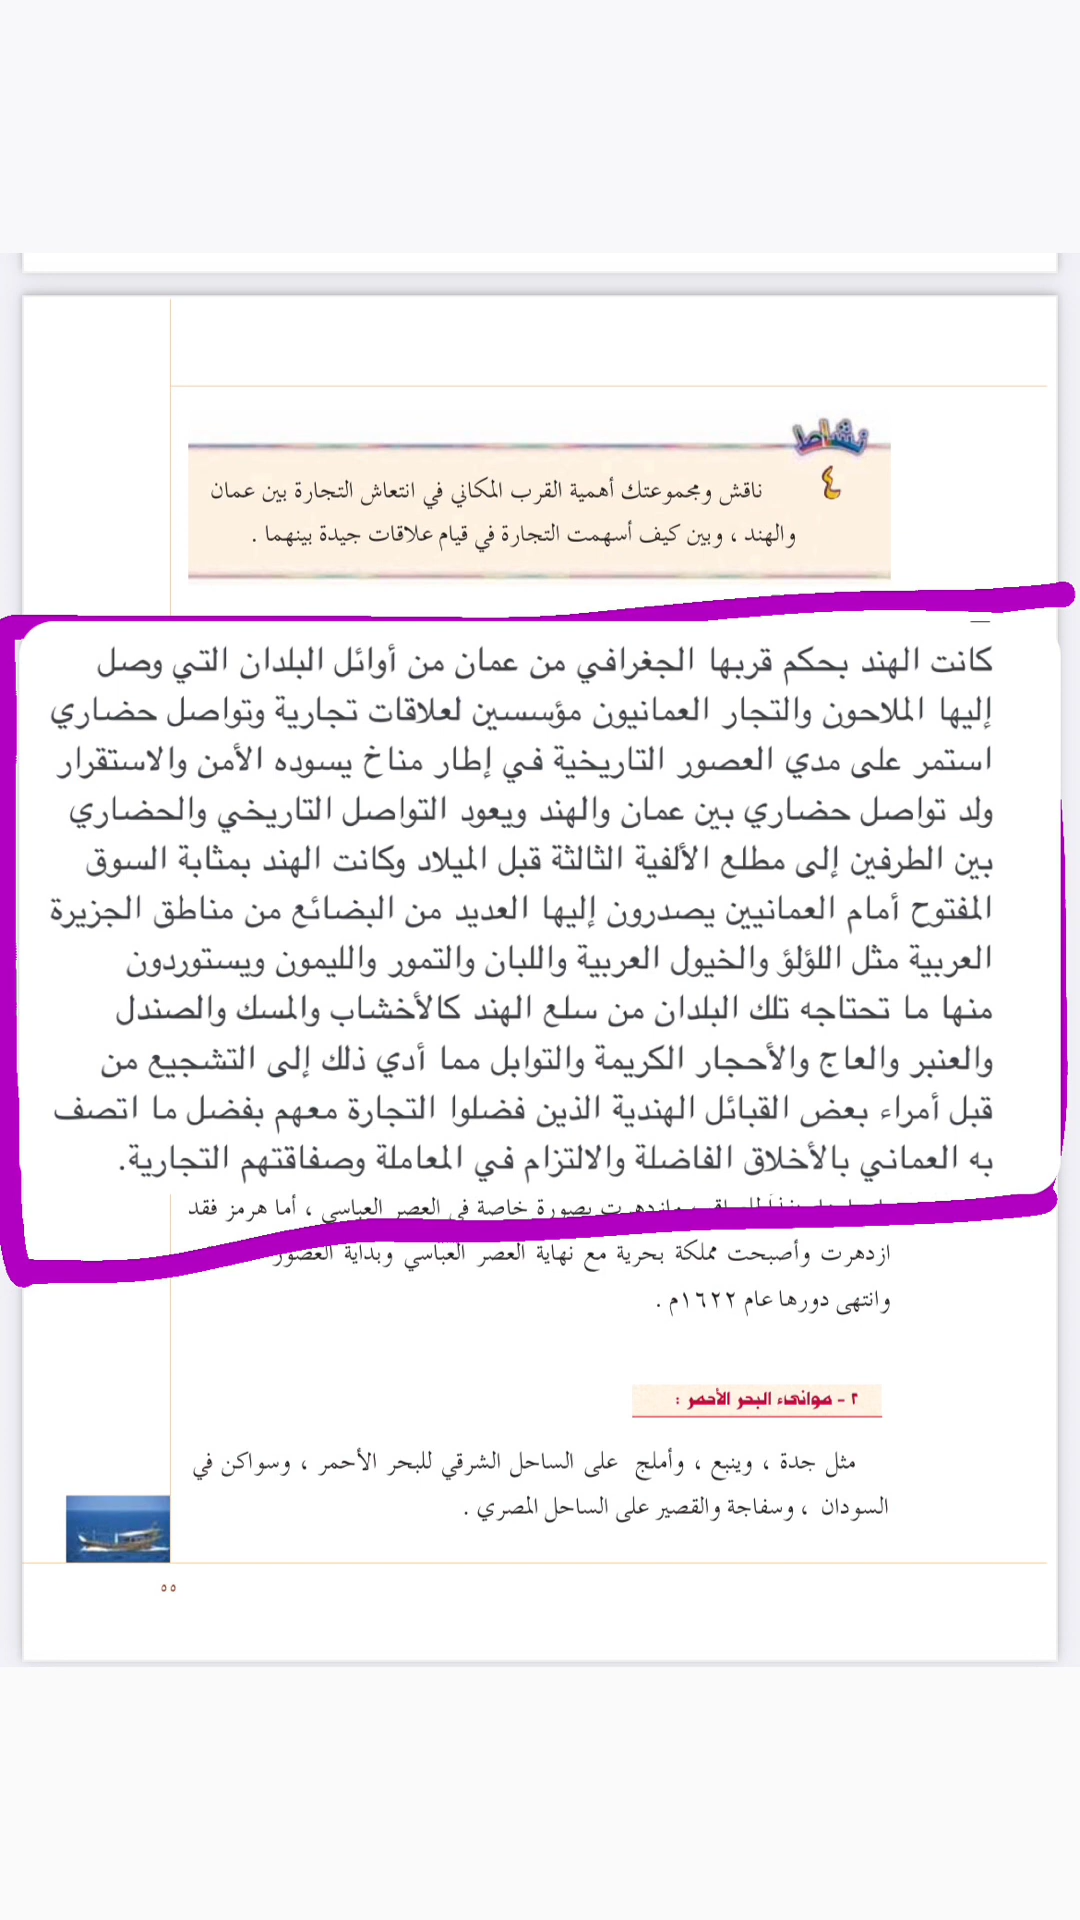 نشاط
٤
ناقش ومجموعتك أهمية القرب المكاني في انتعاش التجارة بين عمان
والهند ، وبين كيف أسهمت التجارة في قيام علاقات جيدة بينهما .
كانت الهند بحكم قربها الجغرافي من عمان من أوائل البلدان التي وصل
إليها الملاحون والتجار العمانيون مؤسسين لعلاقات تجارية وتواصل حضاري
استمر على مدي العصور التاريخية في إطار مناخ يسوده الأمن والاستقرار
ولد تواصل حضاري بين عمان والهند ويعود التواصل التاريخي والحضاري
بين الطرفين إلى مطلع الألفية الثالثة قبل الميلاد وكانت الهند بمثابة السوق
المفتوح أمام العمانيين يصدرون إليها العديد من البضائع من مناطق الجزيرة
العربية مثل اللؤلؤ والخيول العربية واللبان والتمور والليمون ويستوردون
منها ما تحتاجه تلك البلدان من سلع الهند كالأخشاب والمسك والصندل
والعنبر والعاج والأحجار الكريمة والتوابل مما أدي ذلك إلى التشجيع من
قبل أمراء بعض القبائل الهندية الذين فضلوا التجارة معهم بفضل ما اتصف
به العماني بالأخلاق الفاضلة والالتزام في المعاملة وصفاقتهم التجارية.
وازدهرت بصورة خاصة في العصر العباسي ، أما هرمز فقد
ازدهرت وأصبحت مملكة بحرية مع نهاية العصر العباسي وبداية العصور
وانتهى دورها عام ١٦٢٢م .
٢ - موانىء البحر الأحمر :
مثل جدة ، وينبع ، وأملج على الساحل الشرقي للبحر الأحمر ، وسواكن في
السودان ، وسفاجة والقصير على الساحل المصري .
٥٥